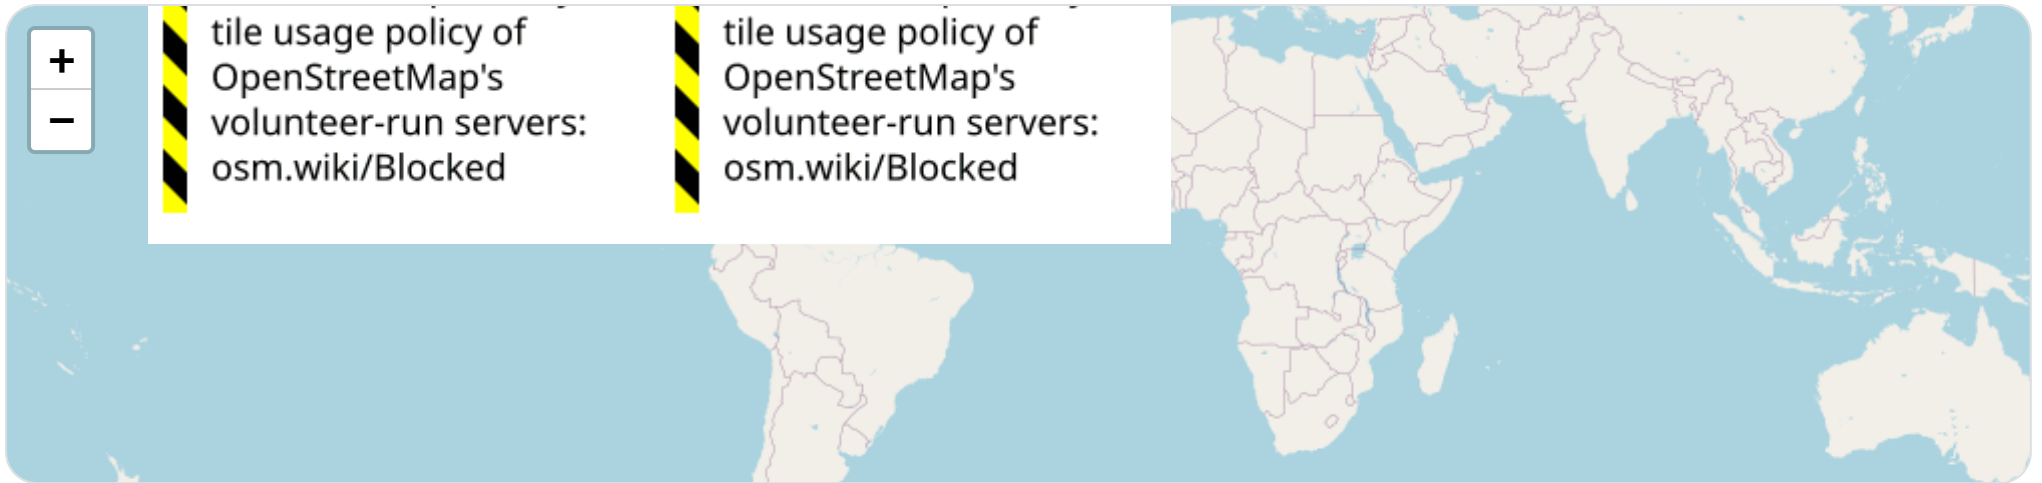 +
−
tile usage policy of
OpenStreetMap's
volunteer-run servers:
osm.wiki/Blocked
tile usage policy of
OpenStreetMap's
volunteer-run servers:
osm.wiki/Blocked